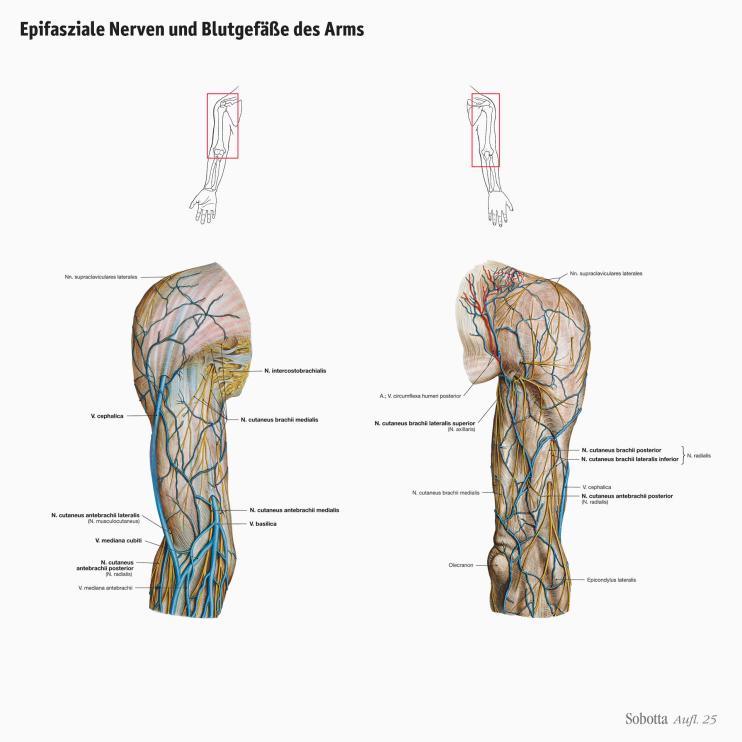 Epifasziale Nerven und Blutgefäße des Arms
Nn. supraclaviculares laterales
N. intercostobrachialis
V. cephalica
N. cutaneus brachii medialis
N. cutaneus antebrachii lateralis
(N. musculocutaneus)
N. cutaneus antebrachii medialis
V. basilica
V. mediana cubiti
N. cutaneus
antebrachii posterior
(N. radialis)
V. mediana antebrachii
Nn. supraclaviculares laterales
A.; V. circumflexa humeri posterior
N. cutaneus brachii lateralis superior
(N. axillaris)
N. cutaneus brachii posterior
N. cutaneus brachii lateralis inferior
N. radialis
V. cephalica
N. cutaneus brachii medialis
N. cutaneus antebrachii posterior
(N. radialis)
Olecranon
Epicondylus lateralis
Sobotta Aufl. 25